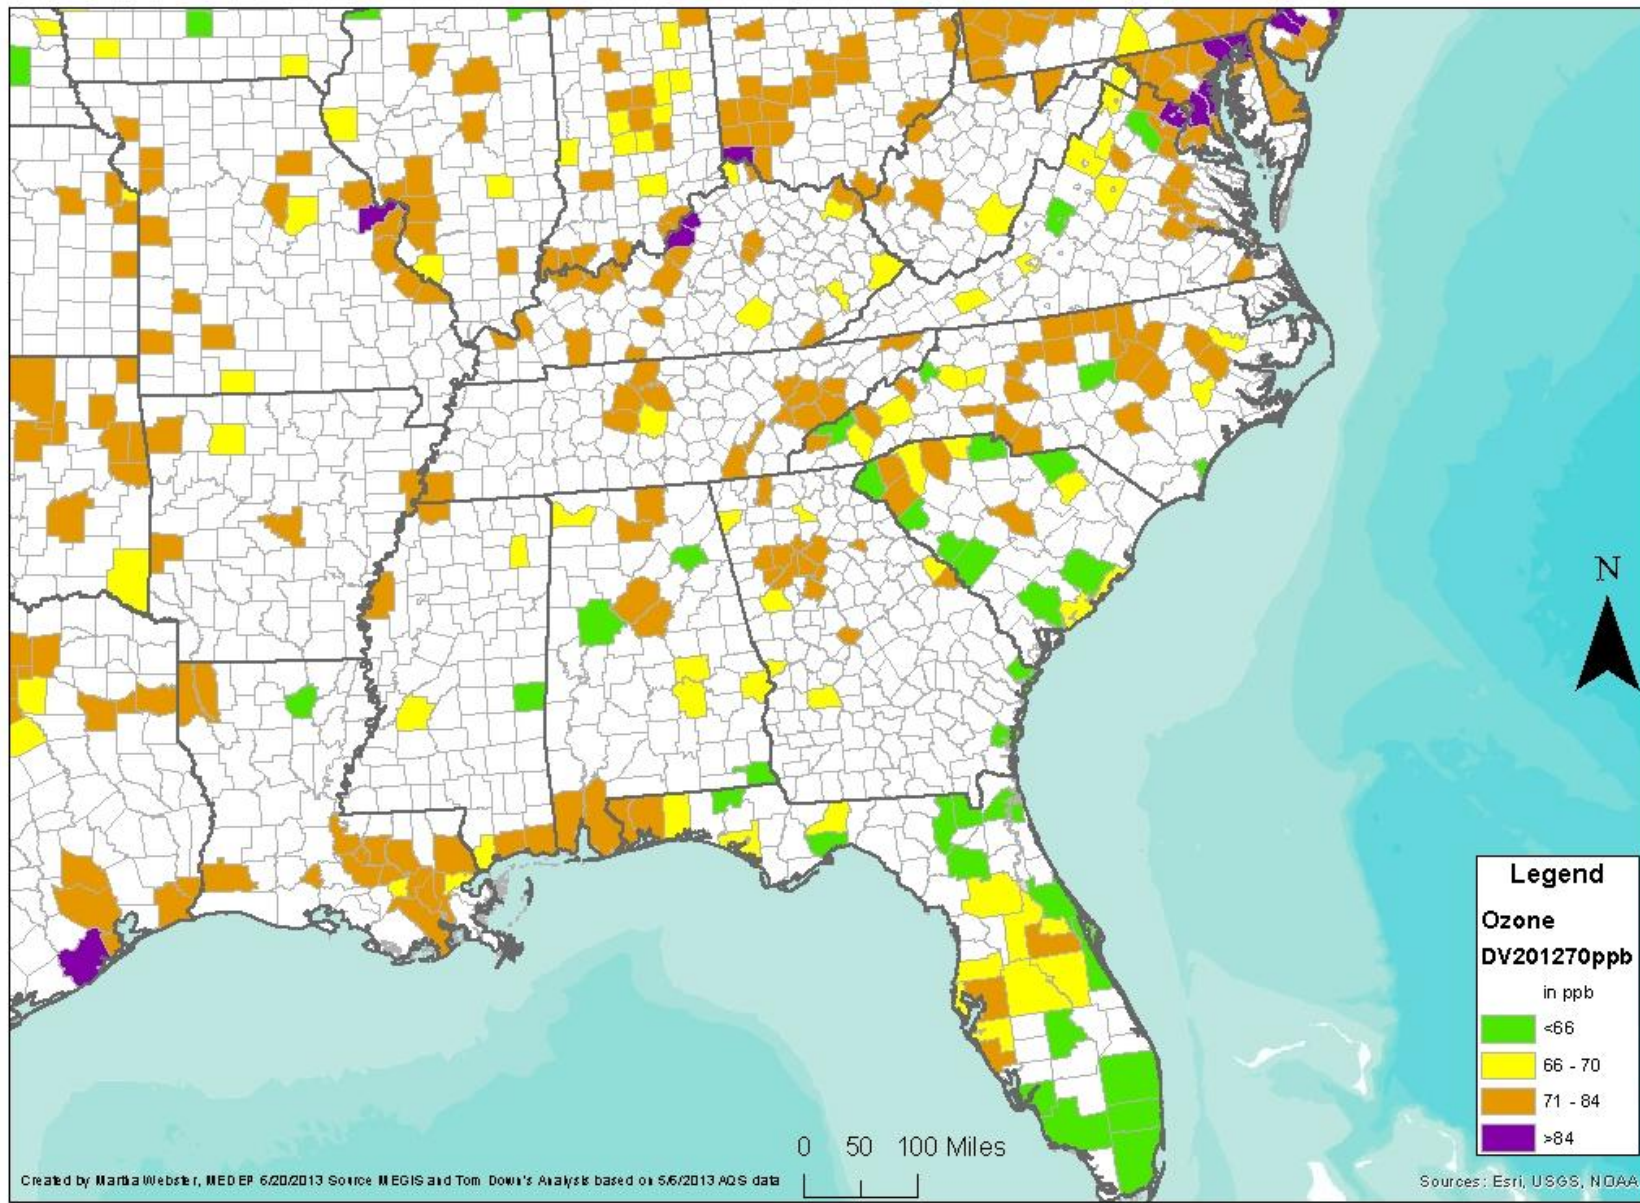 N
Legend
Ozone
DV201270ppb
in ppb
<66
66 - 70
71 - 84
>84
0 50 100 Miles
Created by Martha Webster, MEDEP 6/20/2013 Source MEGIS and Tom Down's Analysis based on 5/6/2013 AQS data
Sources: Esri, USGS, NOAA